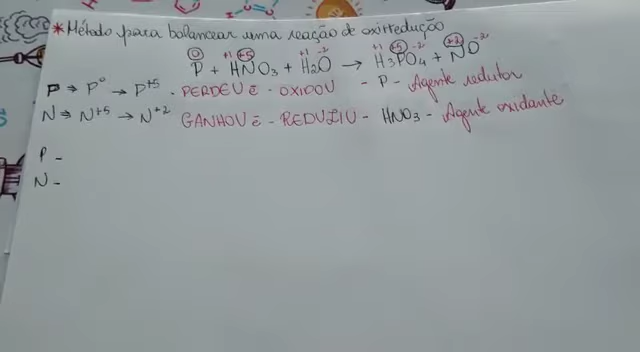 *Método para balancear uma reação de oxirredução
0 +1 +5 +1 -2 +1 +5 -2 +2 -2
P + HNO₃ + H₂O → H₃PO₄ + NO
P → P⁰ → P⁺⁵ - PERDEU ē - OXIDOU - P - Agente redutor
N → N⁺⁵ → N⁺² GANHOU ē - REDUZIU - HNO₃ - Agente oxidante
P -
N -